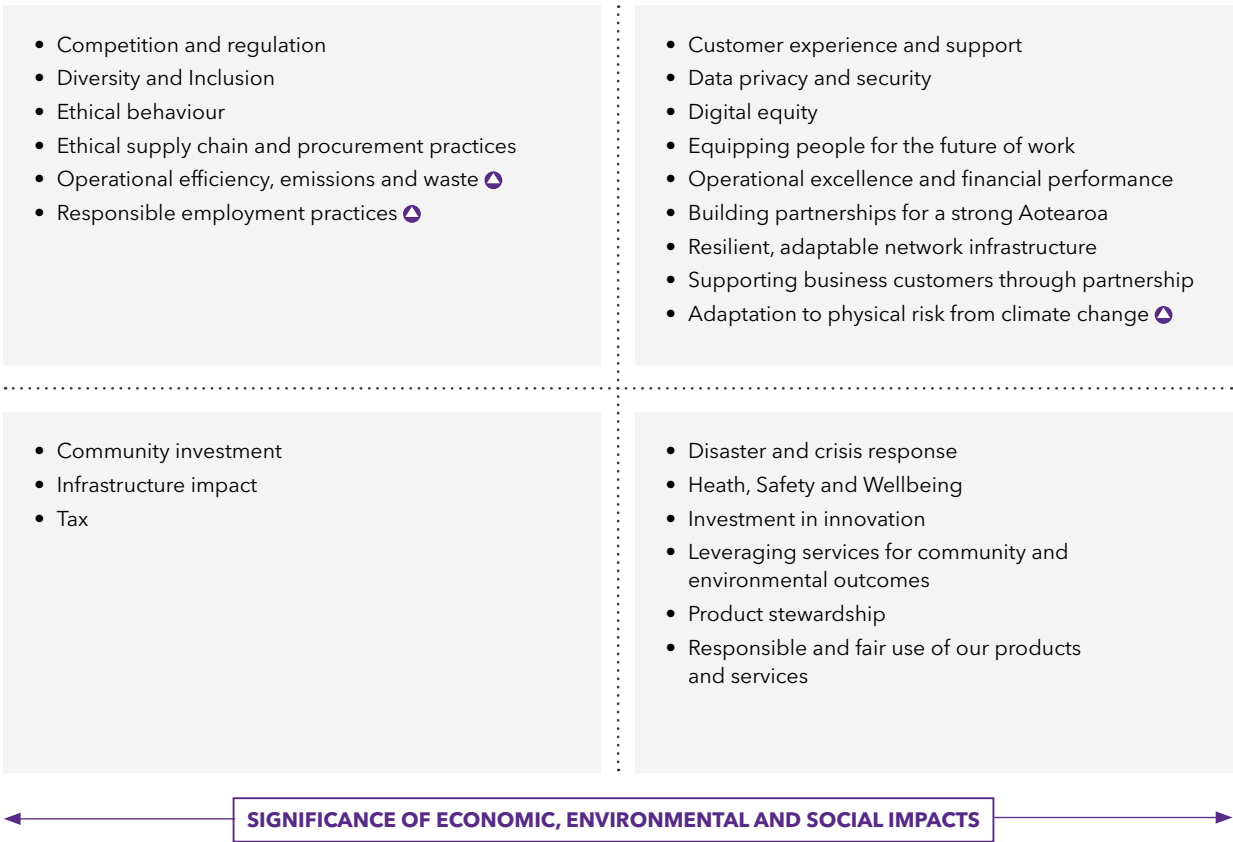 • Competition and regulation
• Diversity and Inclusion
• Ethical behaviour
• Ethical supply chain and procurement practices
• Operational efficiency, emissions and waste
• Responsible employment practices
• Customer experience and support
• Data privacy and security
• Digital equity
• Equipping people for the future of work
• Operational excellence and financial performance
• Building partnerships for a strong Aotearoa
• Resilient, adaptable network infrastructure
• Supporting business customers through partnership
• Adaptation to physical risk from climate change
• Community investment
• Infrastructure impact
• Tax
• Disaster and crisis response
• Heath, Safety and Wellbeing
• Investment in innovation
• Leveraging services for community and
environmental outcomes
• Product stewardship
• Responsible and fair use of our products
and services
SIGNIFICANCE OF ECONOMIC, ENVIRONMENTAL AND SOCIAL IMPACTS